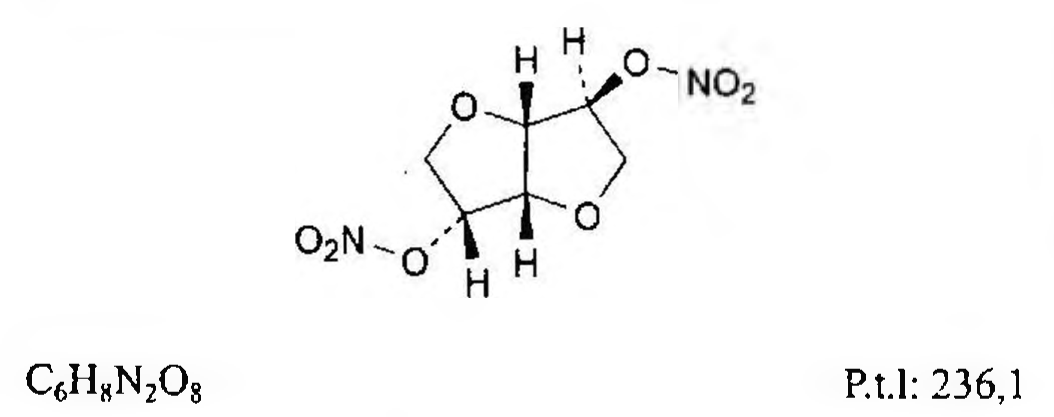 H
H
O
NO₂
O
O
O₂N
O
H
H
C₆H₈N₂O₈
P.t.l: 236,1